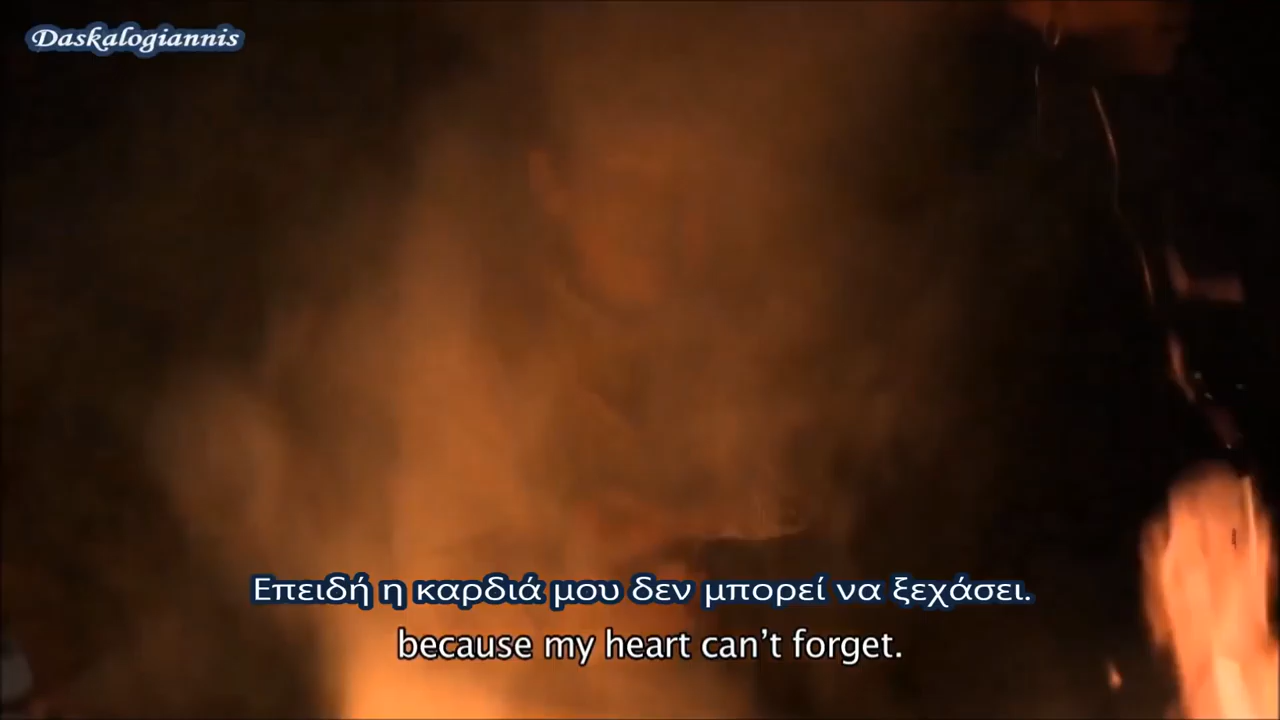 Daskalogiannis
Επειδή η καρδιά μου δεν μπορεί να ξεχάσει.
because my heart can't forget.